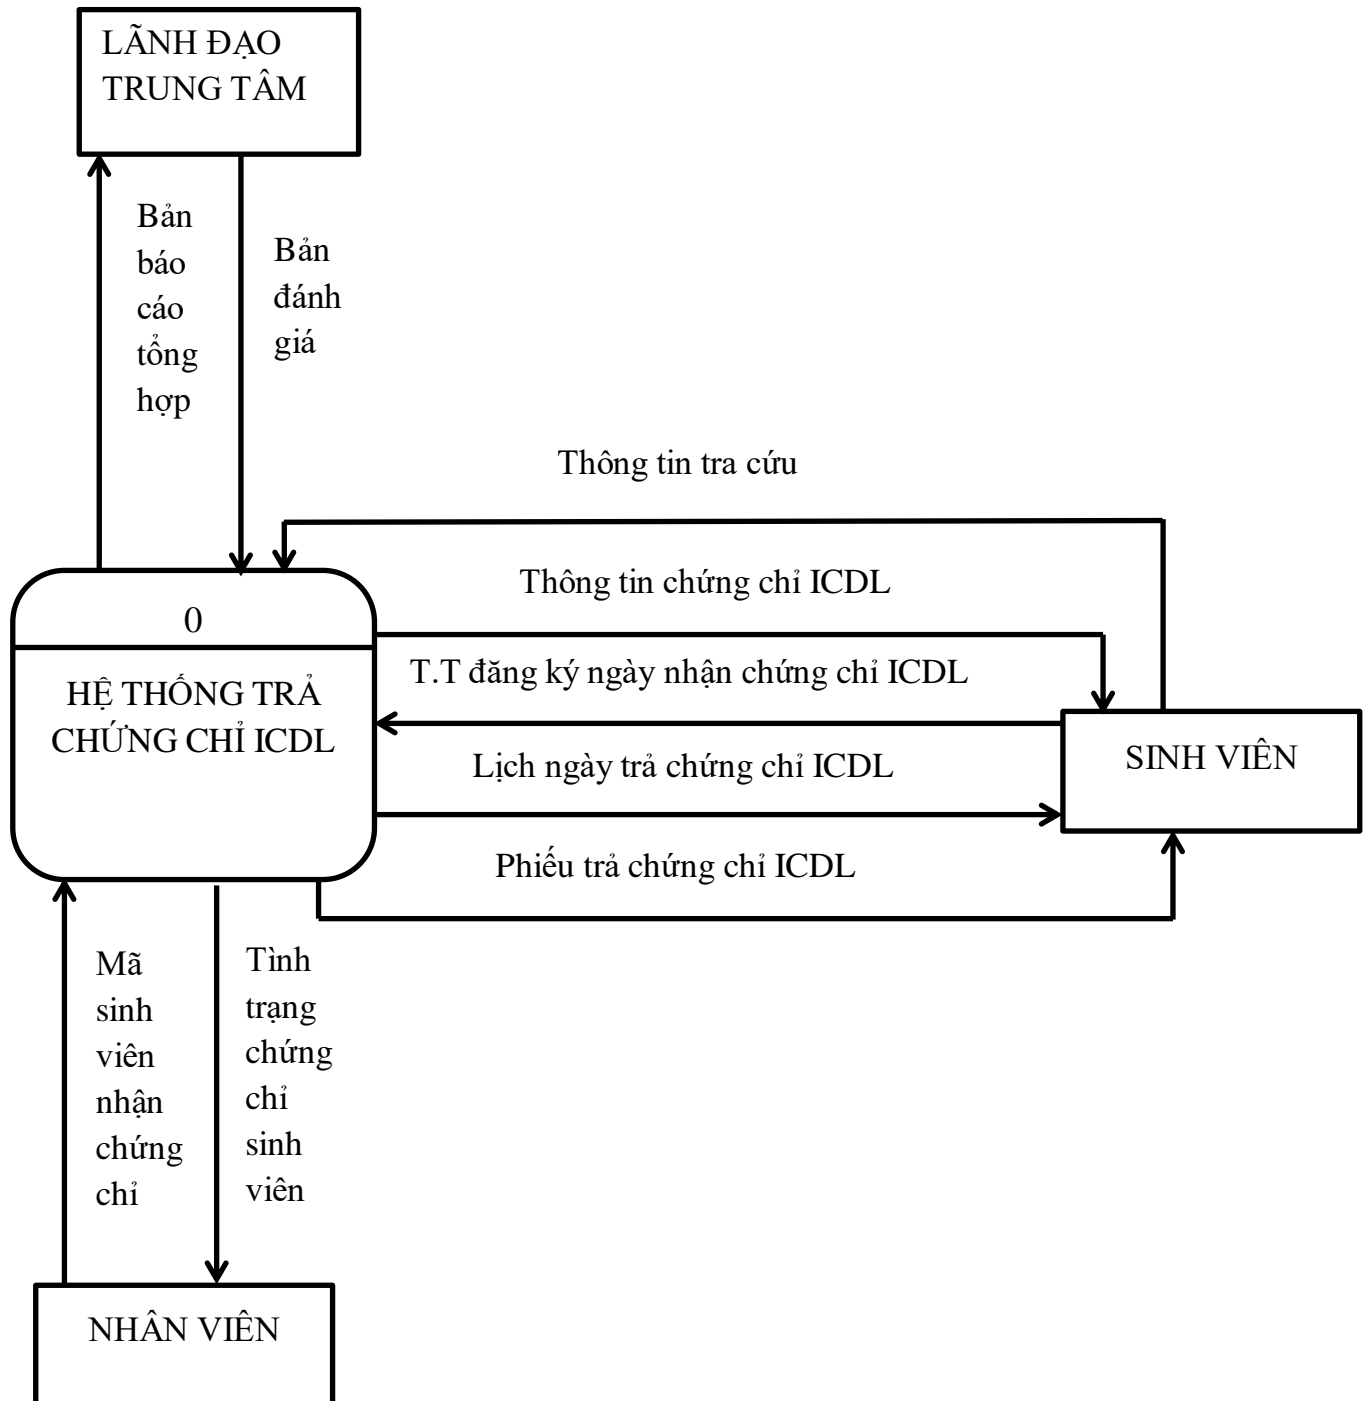 LÃNH ĐẠO
TRUNG TÂM
Bản
báo
cáo
tổng
hợp
Bản
đánh
giá
Thông tin tra cứu
Thông tin chứng chỉ ICDL
0
T.T đăng ký ngày nhận chứng chỉ ICDL
HỆ THỐNG TRẢ
CHỨNG CHỈ ICDL
Lịch ngày trả chứng chỉ ICDL
SINH VIÊN
Phiếu trả chứng chỉ ICDL
Mã
sinh
viên
nhận
chứng
chỉ
Tình
trạng
chứng
chỉ
sinh
viên
NHÂN VIÊN